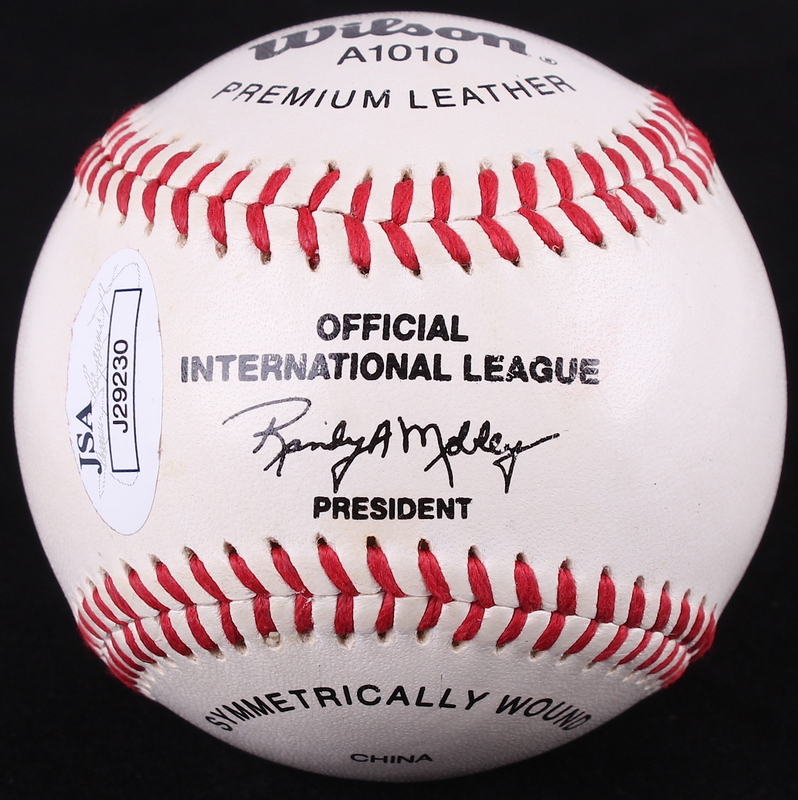 Wilson
A1010
PREMIUM LEATHER
OFFICIAL
INTERNATIONAL LEAGUE
Randy A Mobley
PRESIDENT
JSA
J29230
SYMMETRICALLY WOUND
CHINA